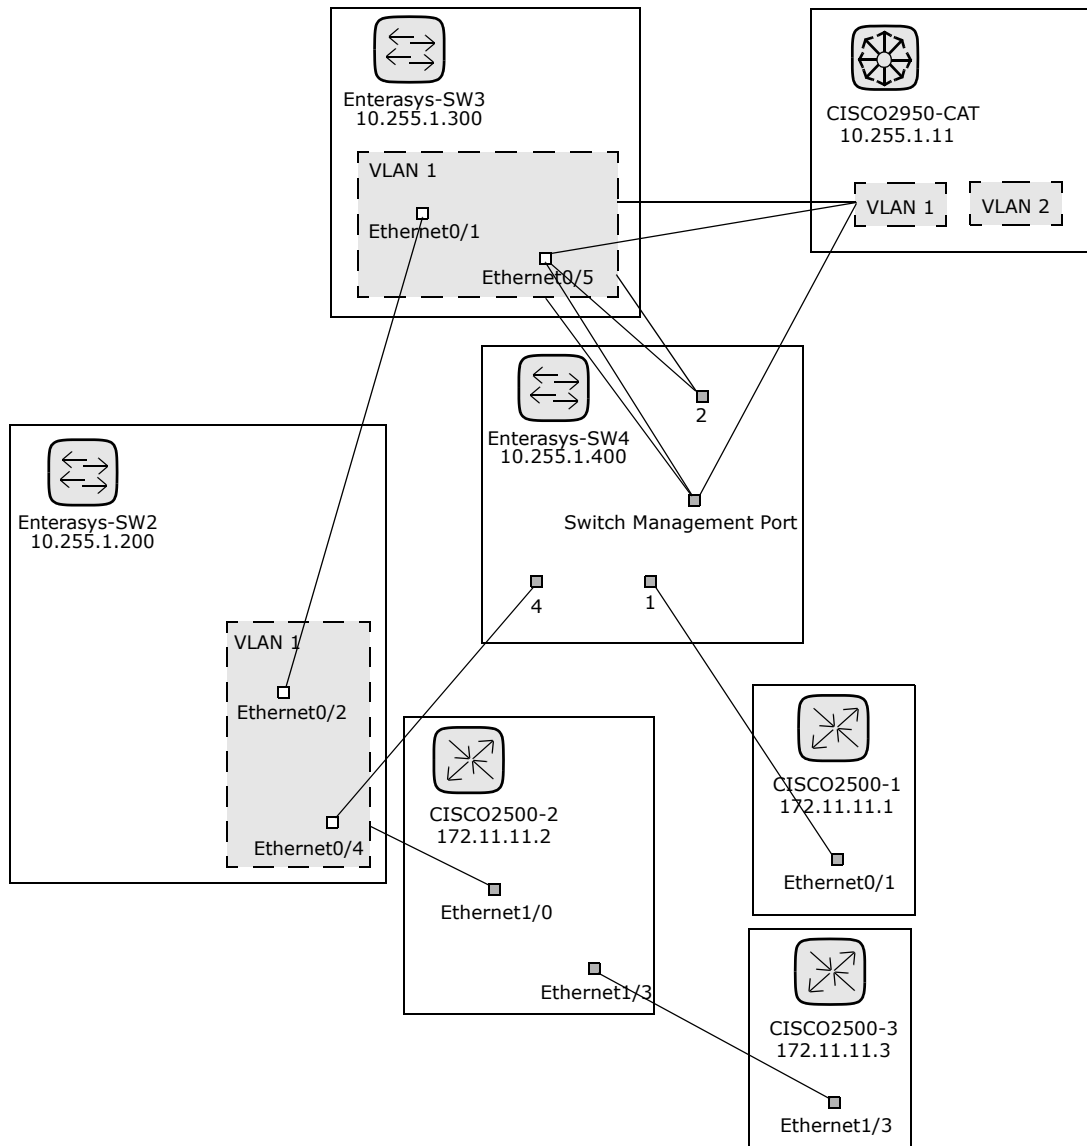 Enterasys-SW3
10.255.1.300
VLAN 1
Ethernet0/1
Ethernet0/5
CISCO2950-CAT
10.255.1.11
VLAN 1
VLAN 2
Enterasys-SW4
10.255.1.400
2
Switch Management Port
4
1
Enterasys-SW2
10.255.1.200
VLAN 1
Ethernet0/2
Ethernet0/4
CISCO2500-2
172.11.11.2
Ethernet1/0
Ethernet1/3
CISCO2500-1
172.11.11.1
Ethernet0/1
CISCO2500-3
172.11.11.3
Ethernet1/3